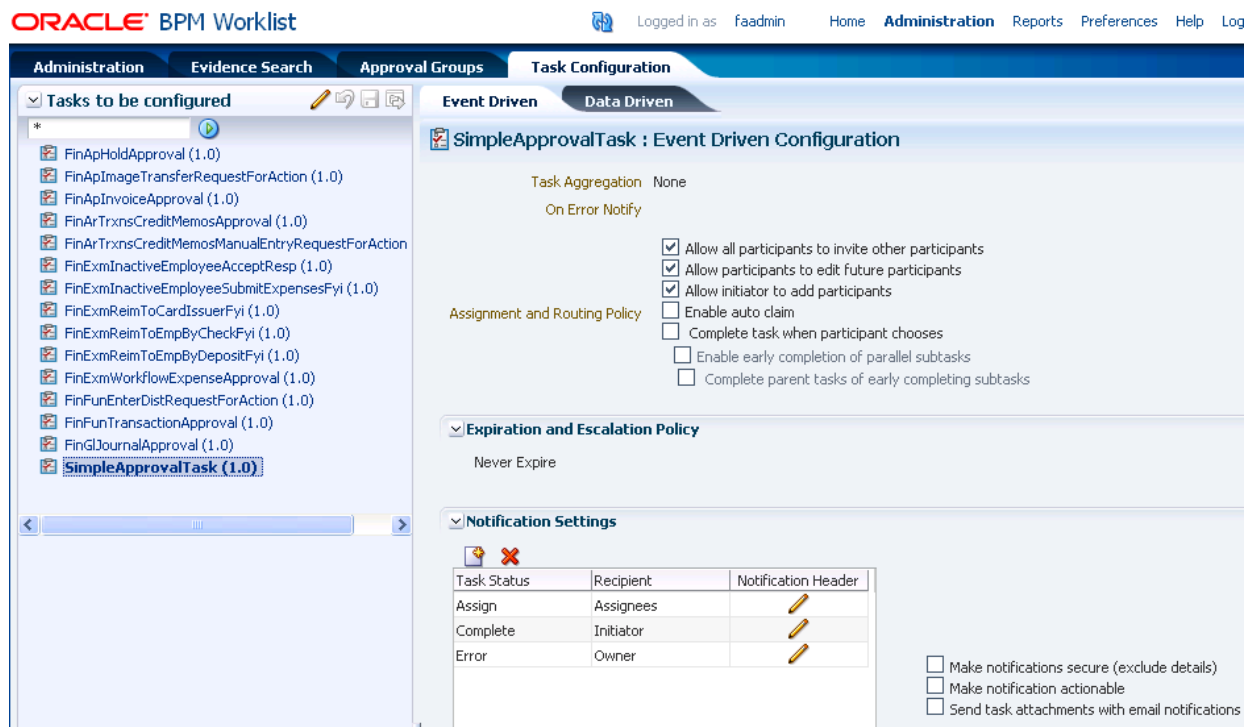 ORACLE® BPM Worklist
Logged in as faadmin Home Administration Reports Preferences Help Log
Administration Evidence Search Approval Groups Task Configuration
Tasks to be configured
*
FinApHoldApproval (1.0)
FinApImageTransferRequestForAction (1.0)
FinApInvoiceApproval (1.0)
FinArTrxnsCreditMemosApproval (1.0)
FinArTrxnsCreditMemosManualEntryRequestForAction
FinExmInactiveEmployeeAcceptResp (1.0)
FinExmInactiveEmployeeSubmitExpensesFyi (1.0)
FinExmReimToCardIssuerFyi (1.0)
FinExmReimToEmpByCheckFyi (1.0)
FinExmReimToEmpByDepositFyi (1.0)
FinExmWorkflowExpenseApproval (1.0)
FinFunEnterDistRequestForAction (1.0)
FinFunTransactionApproval (1.0)
FinGlJournalApproval (1.0)
SimpleApprovalTask (1.0)
Event Driven Data Driven
SimpleApprovalTask : Event Driven Configuration
Task Aggregation None
On Error Notify
Allow all participants to invite other participants
Allow participants to edit future participants
Allow initiator to add participants
Assignment and Routing Policy Enable auto claim
Complete task when participant chooses
Enable early completion of parallel subtasks
Complete parent tasks of early completing subtasks
Expiration and Escalation Policy
Never Expire
Notification Settings
Task Status Recipient Notification Header
Assign Assignees
Complete Initiator
Error Owner
Make notifications secure (exclude details)
Make notification actionable
Send task attachments with email notifications